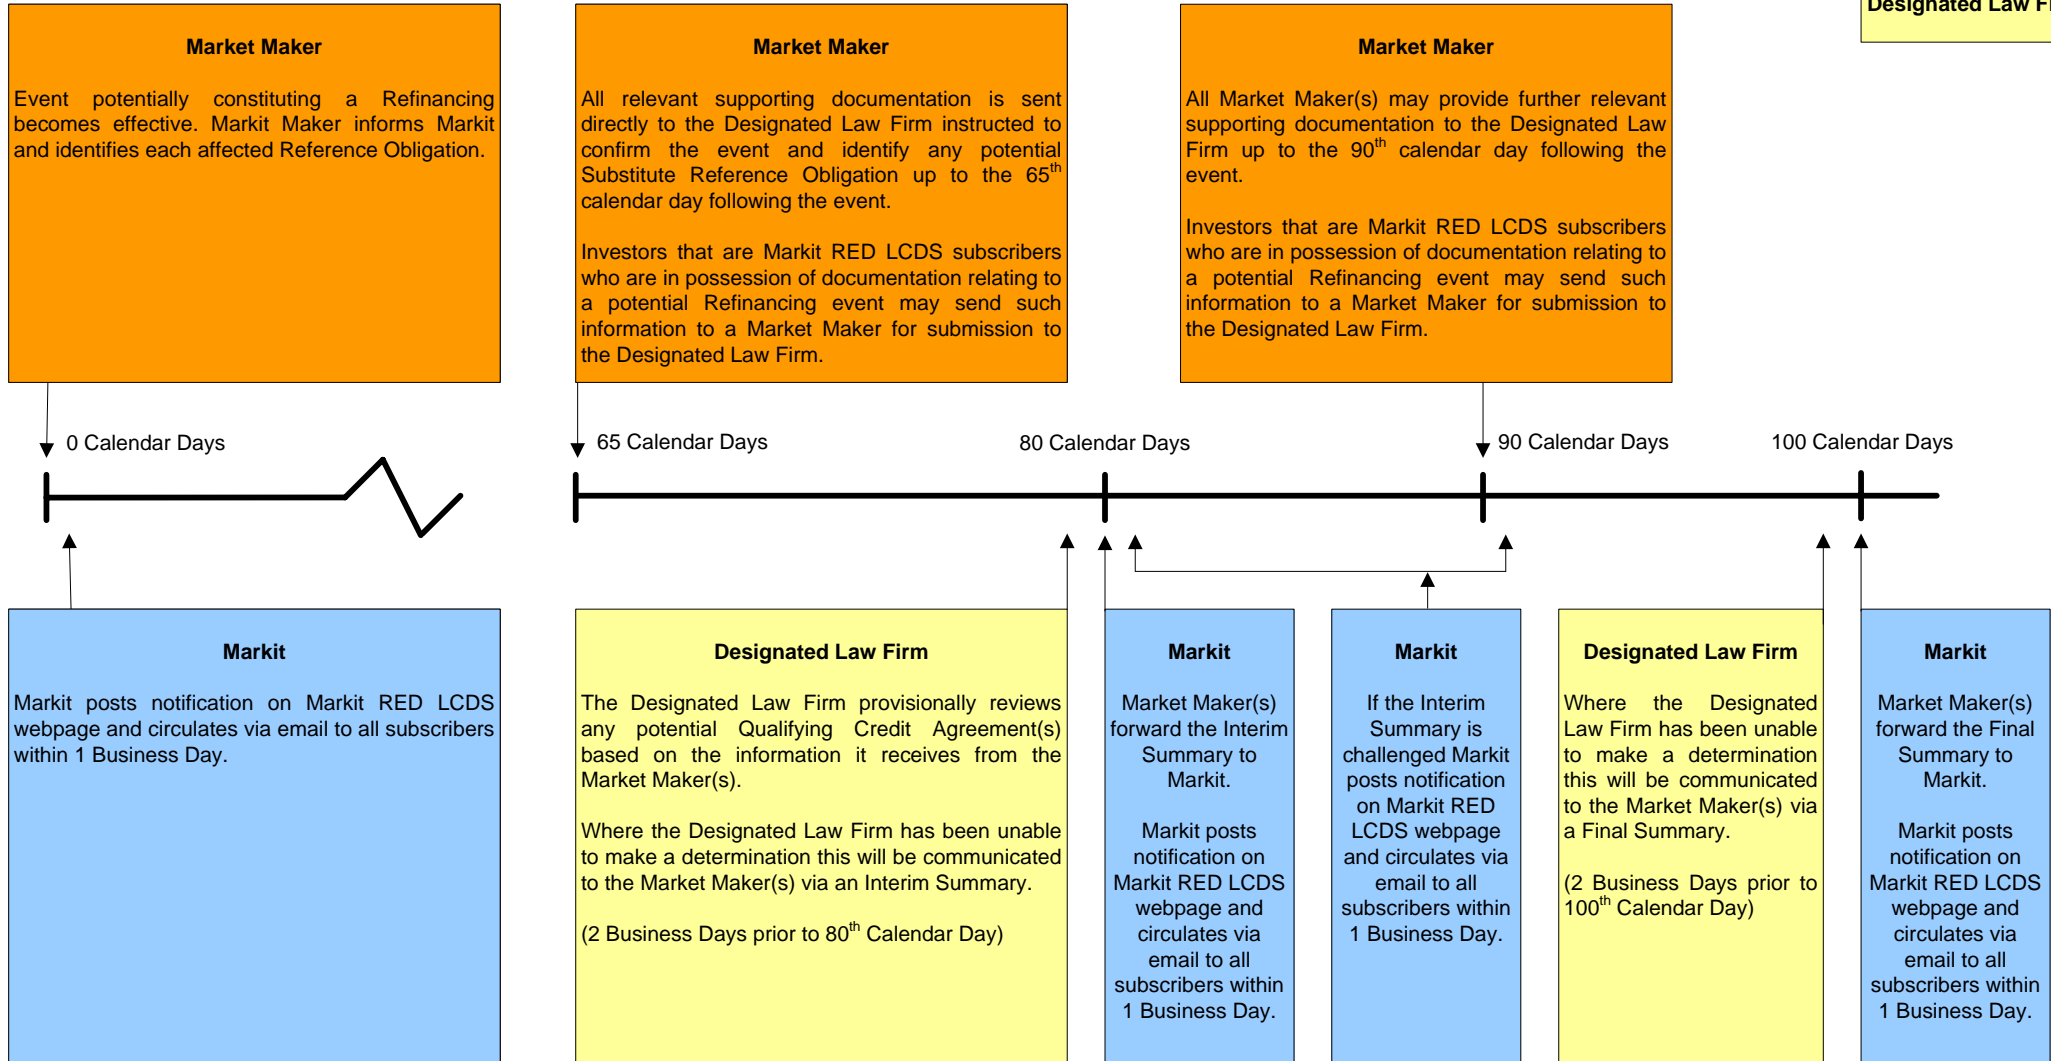 Designated Law F
Market Maker
Event potentially constituting a Refinancing
becomes effective. Markit Maker informs Markit
and identifies each affected Reference Obligation.
Market Maker
All relevant supporting documentation is sent
directly to the Designated Law Firm instructed to
confirm the event and identify any potential
Substitute Reference Obligation up to the 65th
calendar day following the event.
Investors that are Markit RED LCDS subscribers
who are in possession of documentation relating to
a potential Refinancing event may send such
information to a Market Maker for submission to
the Designated Law Firm.
Market Maker
All Market Maker(s) may provide further relevant
supporting documentation to the Designated Law
Firm up to the 90th calendar day following the
event.
Investors that are Markit RED LCDS subscribers
who are in possession of documentation relating to
a potential Refinancing event may send such
information to a Market Maker for submission to
the Designated Law Firm.
0 Calendar Days
65 Calendar Days
80 Calendar Days
90 Calendar Days
100 Calendar Days
Markit
Markit posts notification on Markit RED LCDS
webpage and circulates via email to all subscribers
within 1 Business Day.
Designated Law Firm
The Designated Law Firm provisionally reviews
any potential Qualifying Credit Agreement(s)
based on the information it receives from the
Market Maker(s).
Where the Designated Law Firm has been unable
to make a determination this will be communicated
to the Market Maker(s) via an Interim Summary.
(2 Business Days prior to 80th Calendar Day)
Markit
Market Maker(s)
forward the Interim
Summary to
Markit.
Markit posts
notification on
Markit RED LCDS
webpage and
circulates via
email to all
subscribers within
1 Business Day.
Markit
If the Interim
Summary is
challenged Markit
posts notification
on Markit RED
LCDS webpage
and circulates via
email to all
subscribers within
1 Business Day.
Designated Law Firm
Where the Designated
Law Firm has been unable
to make a determination
this will be communicated
to the Market Maker(s) via
a Final Summary.
(2 Business Days prior to
100th Calendar Day)
Markit
Market Maker(s)
forward the Final
Summary to
Markit.
Markit posts
notification on
Markit RED LCDS
webpage and
circulates via
email to all
subscribers within
1 Business Day.